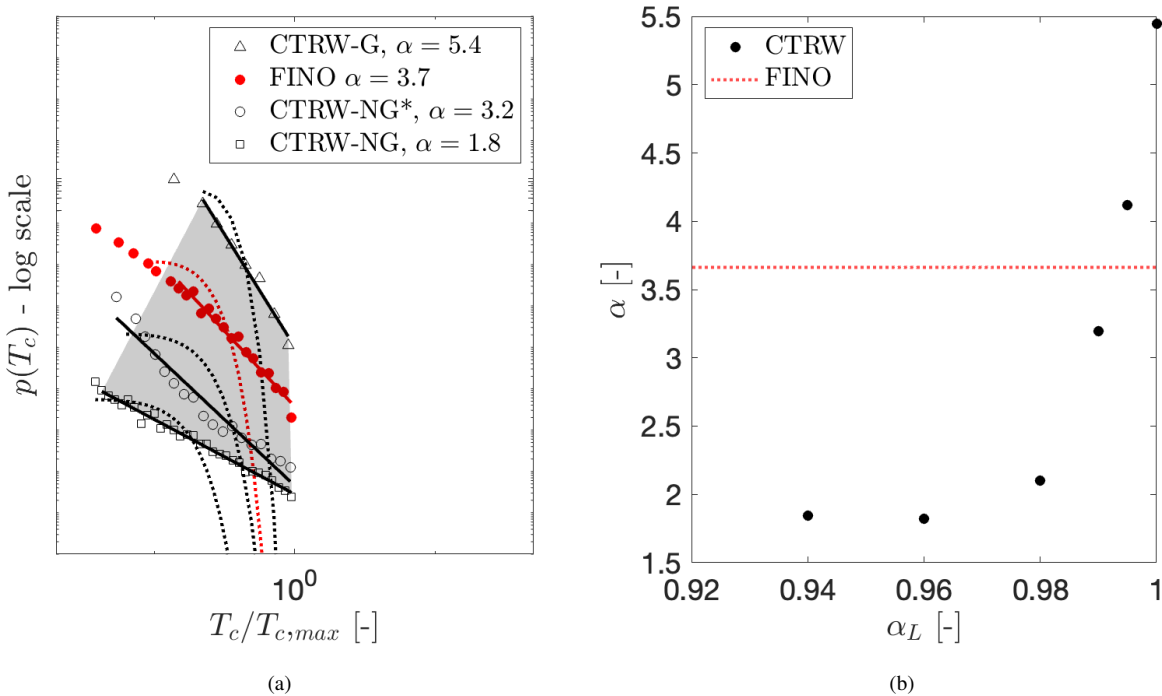 CTRW-G, α = 5.4
FINO α = 3.7
CTRW-NG*, α = 3.2
CTRW-NG, α = 1.8
p(T_c) - log scale
10^0
T_c/T_{c,max} [-]
(a)
5.5
5
4.5
4
3.5
3
2.5
2
1.5
α [-]
CTRW
FINO
0.92
0.94
0.96
0.98
1
α_L [-]
(b)